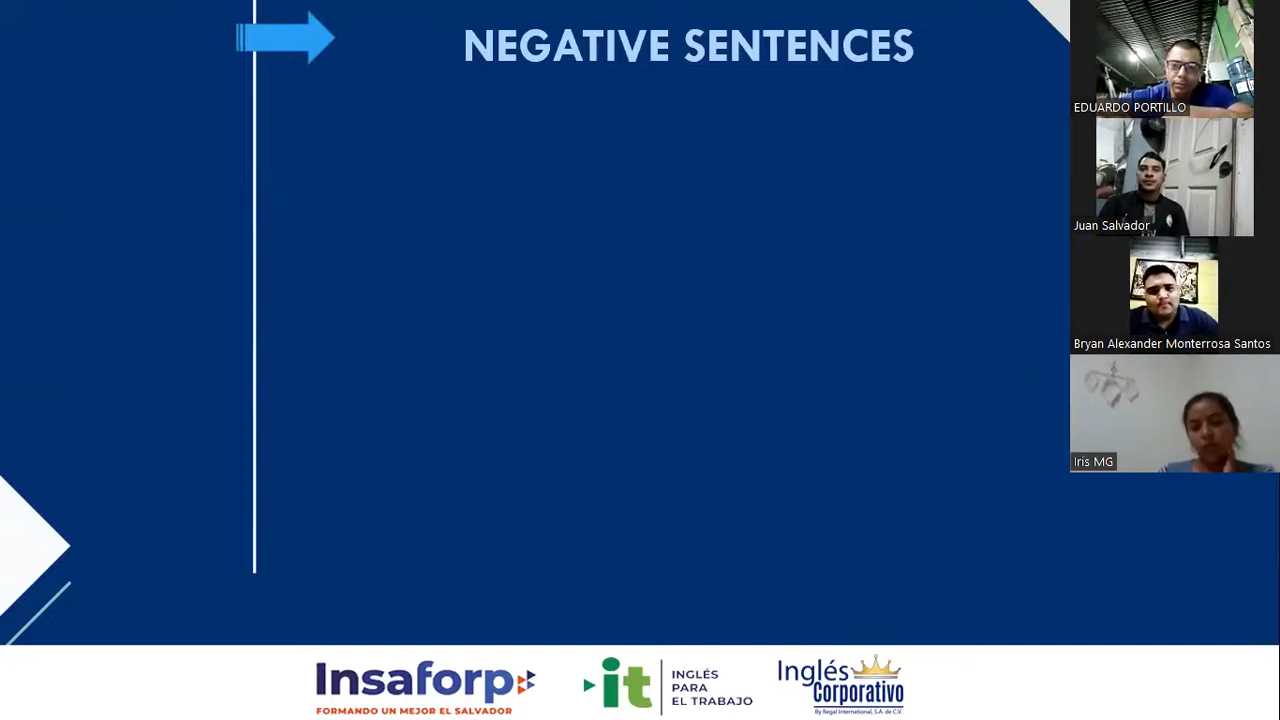 NEGATIVE SENTENCES
EDUARDO PORTILLO
Juan Salvador
Bryan Alexander Monterrosa Santos
Iris MG
Insaforp
FORMANDO UN MEJOR EL SALVADOR
it
INGLÉS
PARA
EL TRABAJO
Inglés
Corporativo
By Regal International, S.A. de C.V.